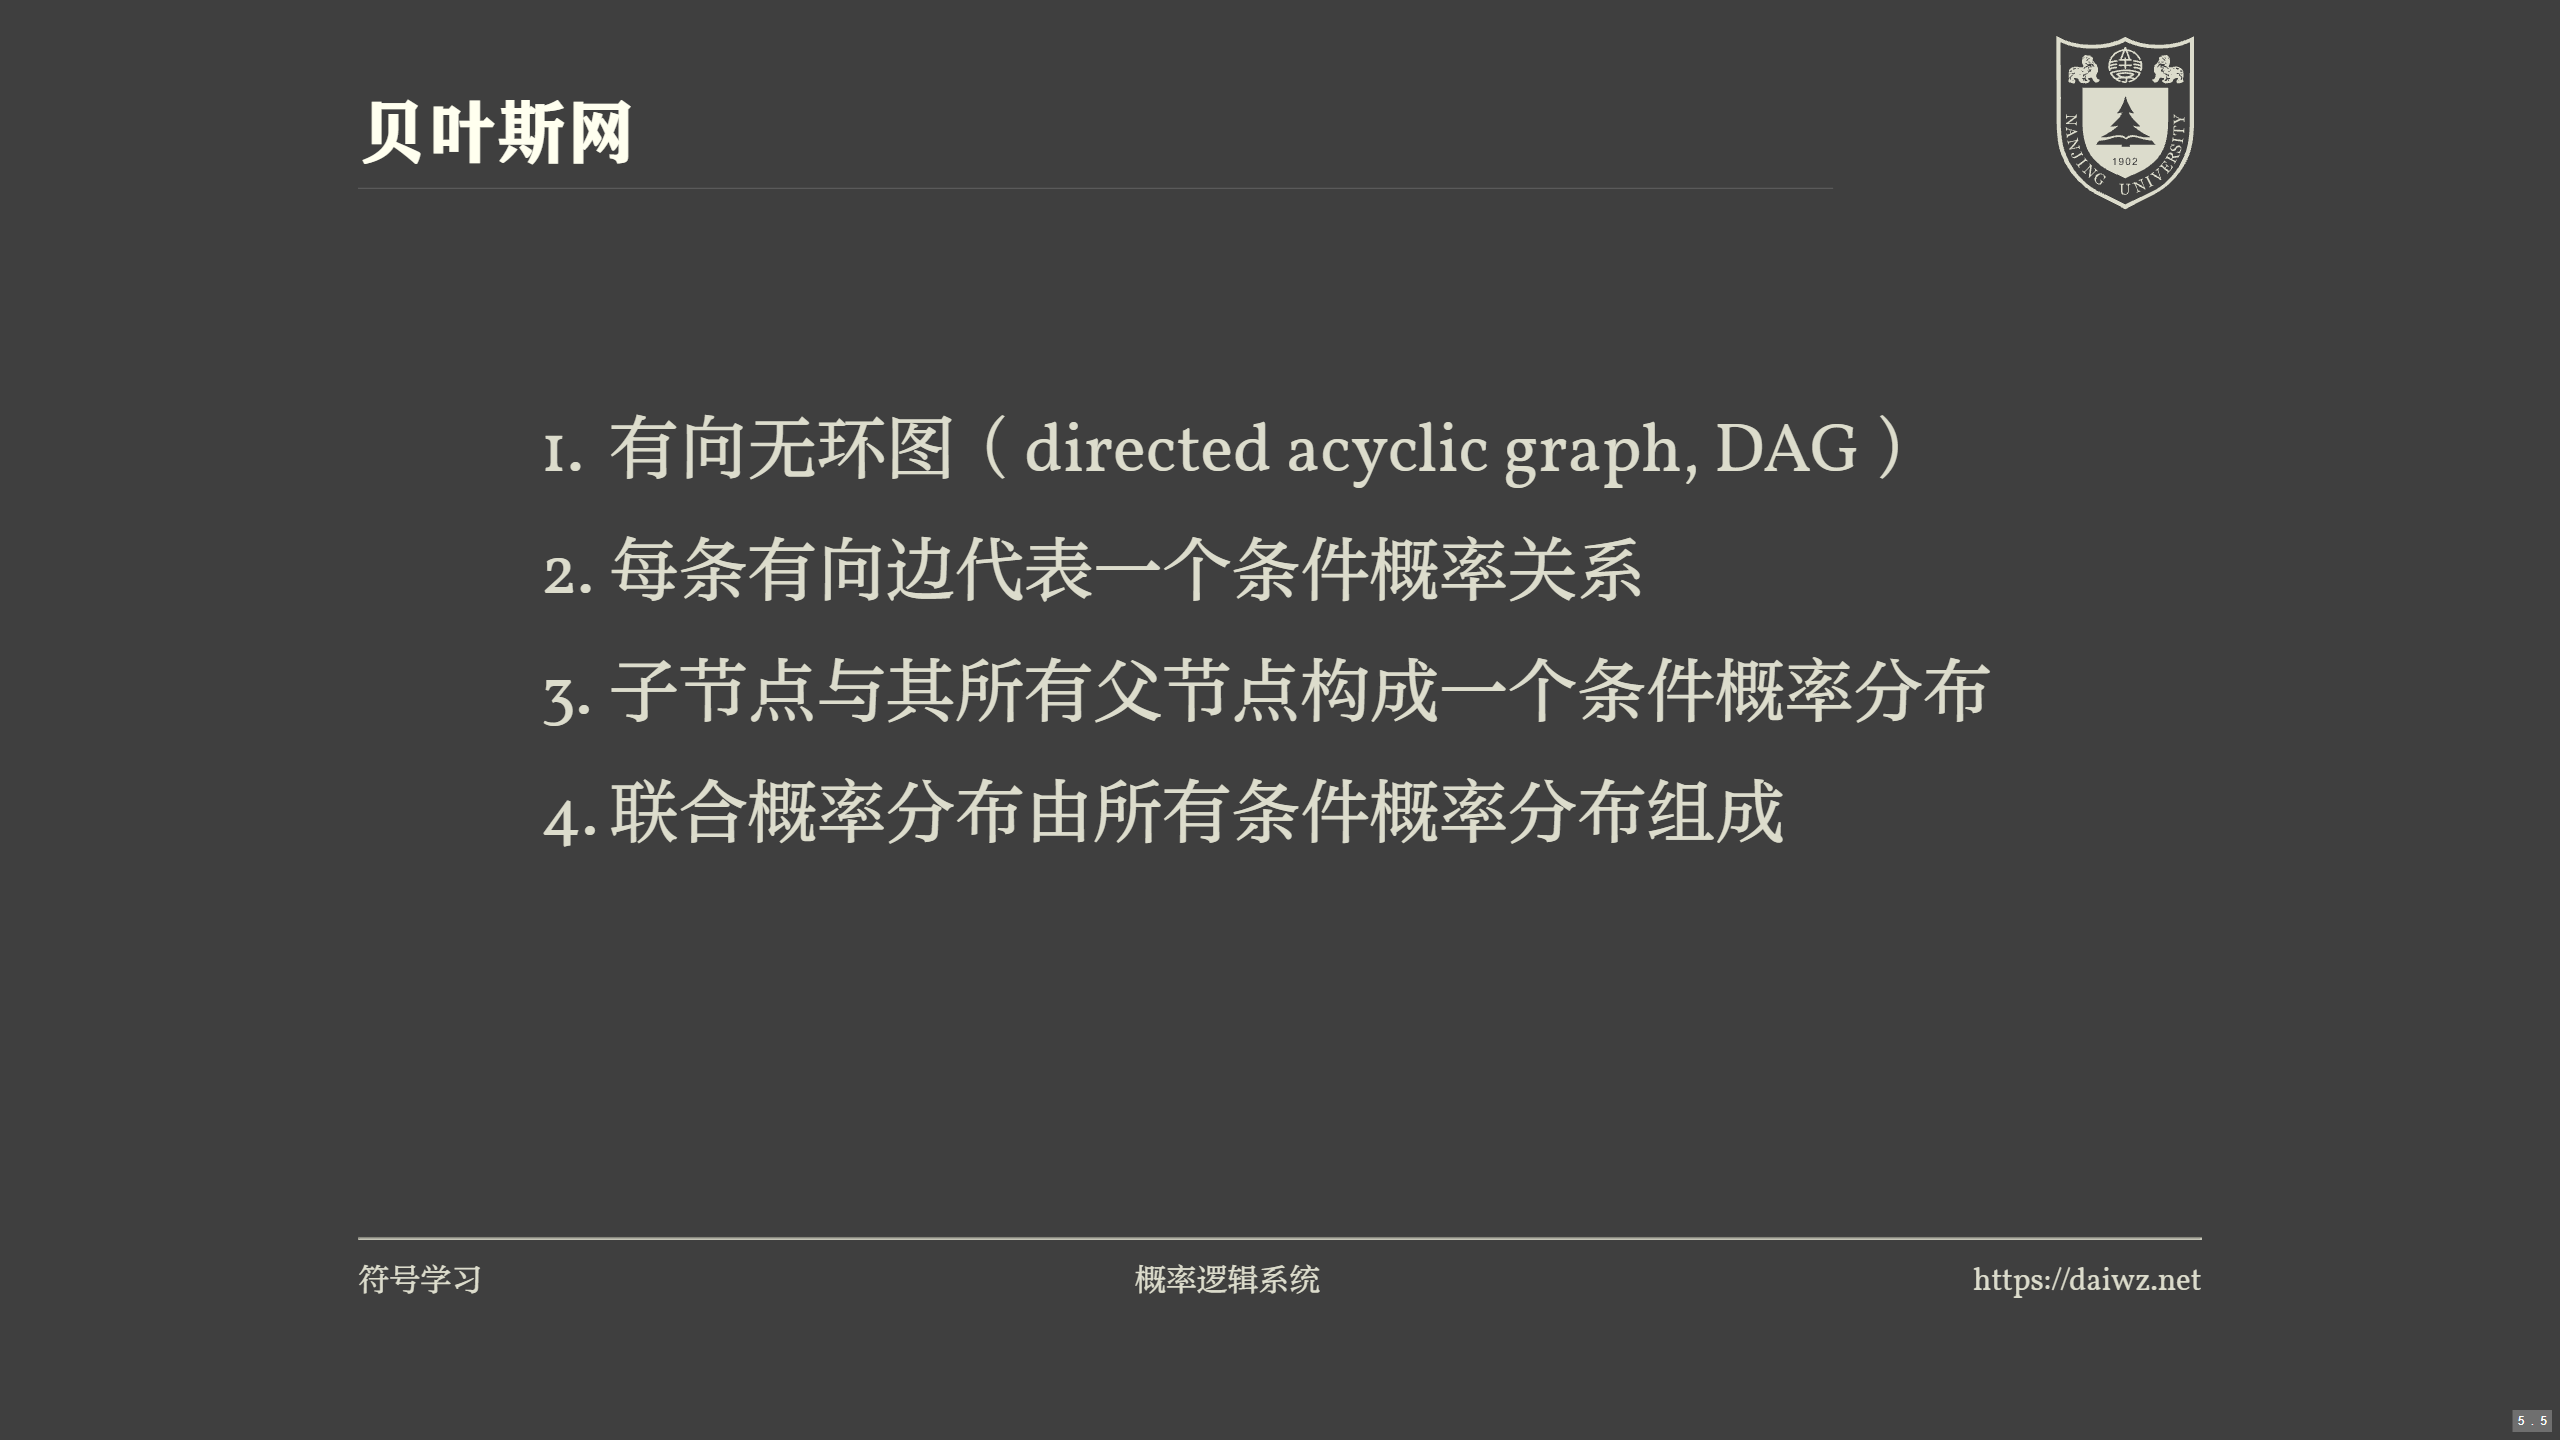 贝叶斯网
NANJING UNIVERSITY
1902
1. 有向无环图（directed acyclic graph, DAG）
2. 每条有向边代表一个条件概率关系
3. 子节点与其所有父节点构成一个条件概率分布
4. 联合概率分布由所有条件概率分布组成
符号学习
概率逻辑系统
https://daiwz.net
5 . 5